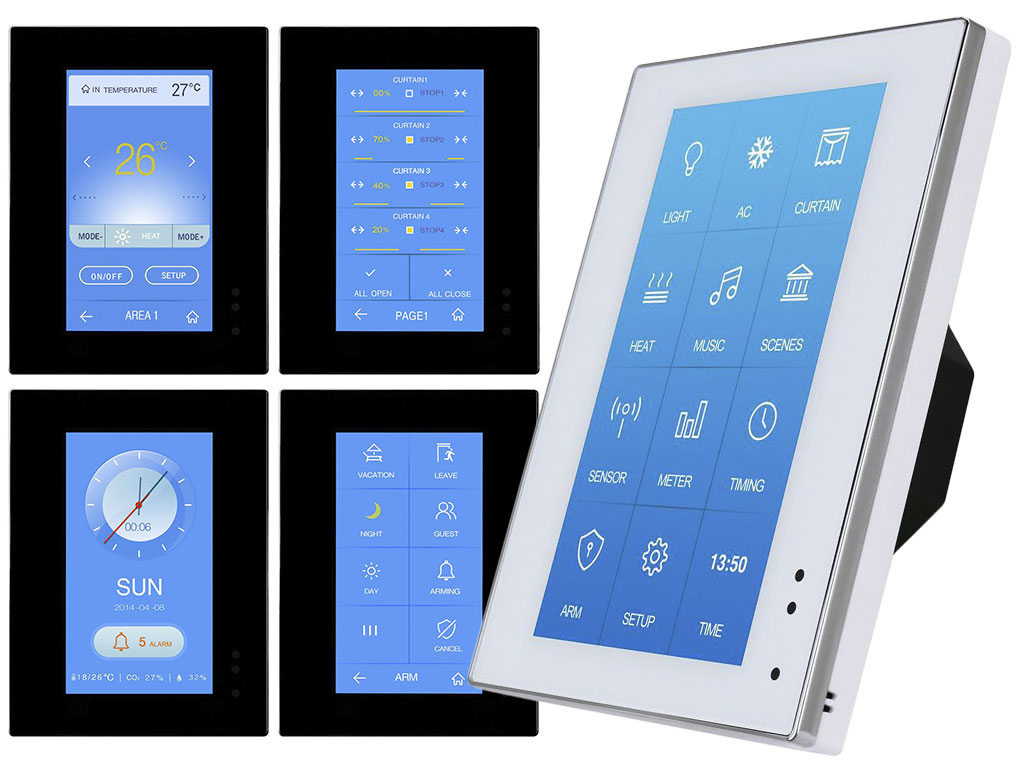 IN TEMPERATURE 27°C
26°C
MODE- HEAT MODE+
ON/OFF SETUP
AREA 1
CURTAIN1
00% STOP1
CURTAIN 2
70% STOP2
CURTAIN 3
40% STOP3
CURTAIN 4
20% STOP4
ALL OPEN ALL CLOSE
PAGE1
00:06
SUN
2014-04-08
5 ALARM
18/26°C | CO₂ 27% | 32%
VACATION LEAVE
NIGHT GUEST
DAY ARMING
CANCEL
ARM
LIGHT AC CURTAIN
HEAT MUSIC SCENES
SENSOR METER TIMING
13:50
ARM SETUP TIME